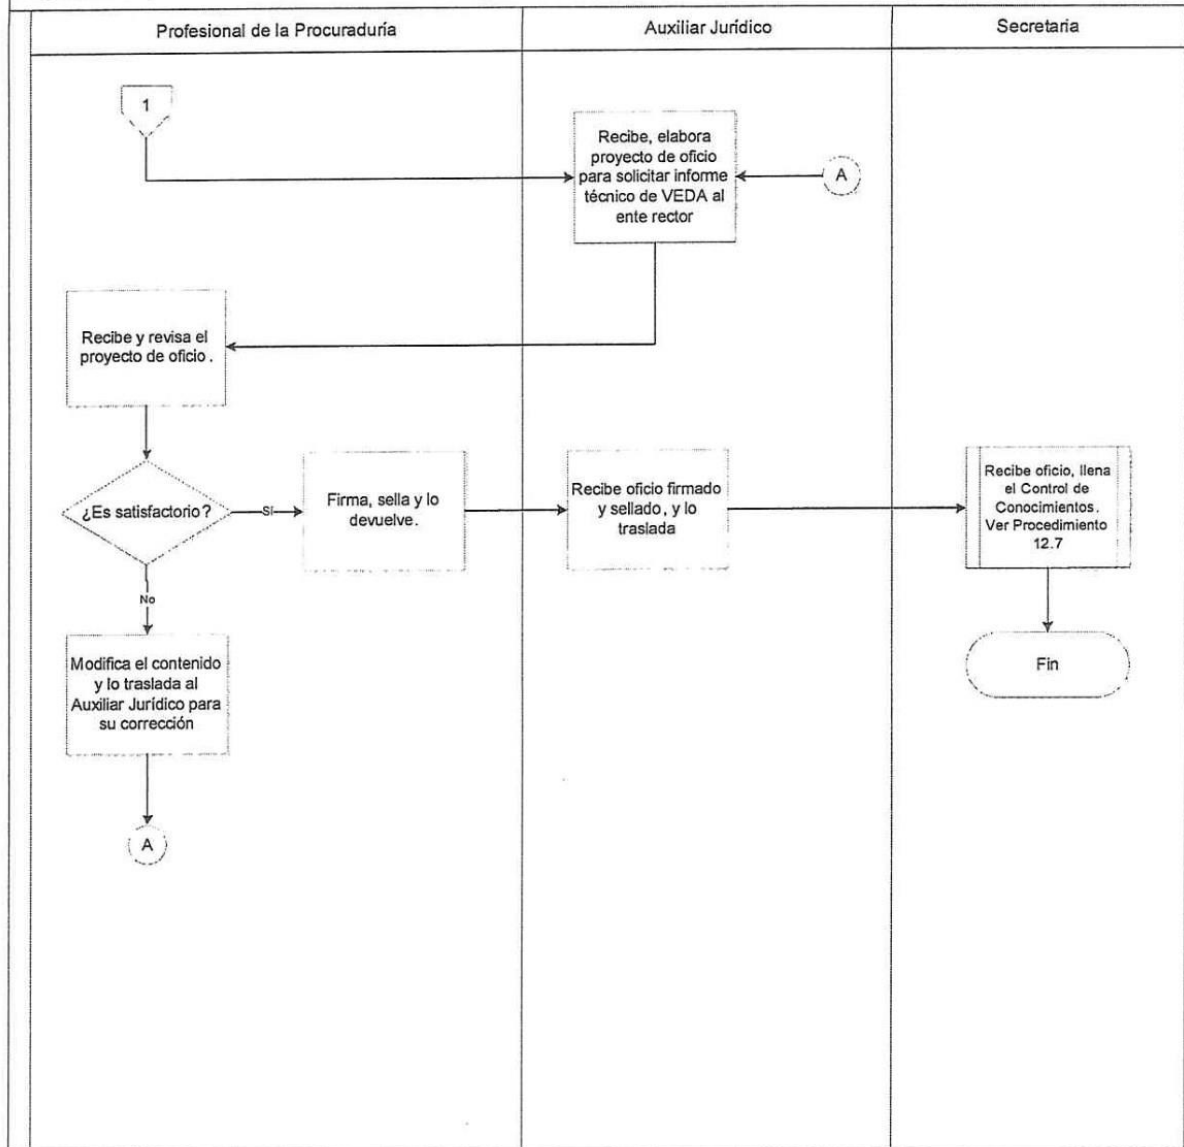 Profesional de la Procuraduría
Auxiliar Jurídico
Secretaria
1
Recibe, elabora
proyecto de oficio
para solicitar informe
técnico de VEDA al
ente rector
A
Recibe y revisa el
proyecto de oficio.
¿Es satisfactorio?
Sí
Firma, sella y lo
devuelve.
Recibe oficio firmado
y sellado, y lo
traslada
Recibe oficio, llena
el Control de
Conocimientos.
Ver Procedimiento
12.7
No
Modifica el contenido
y lo traslada al
Auxiliar Jurídico para
su corrección
Fin
A